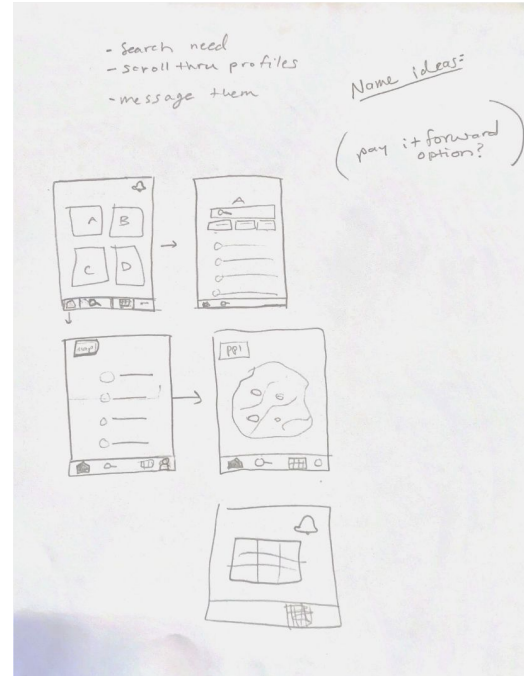 - Search need
- scroll thru profiles
- message them
Name ideas:
(pay it forward
option?)
A B
C D
A